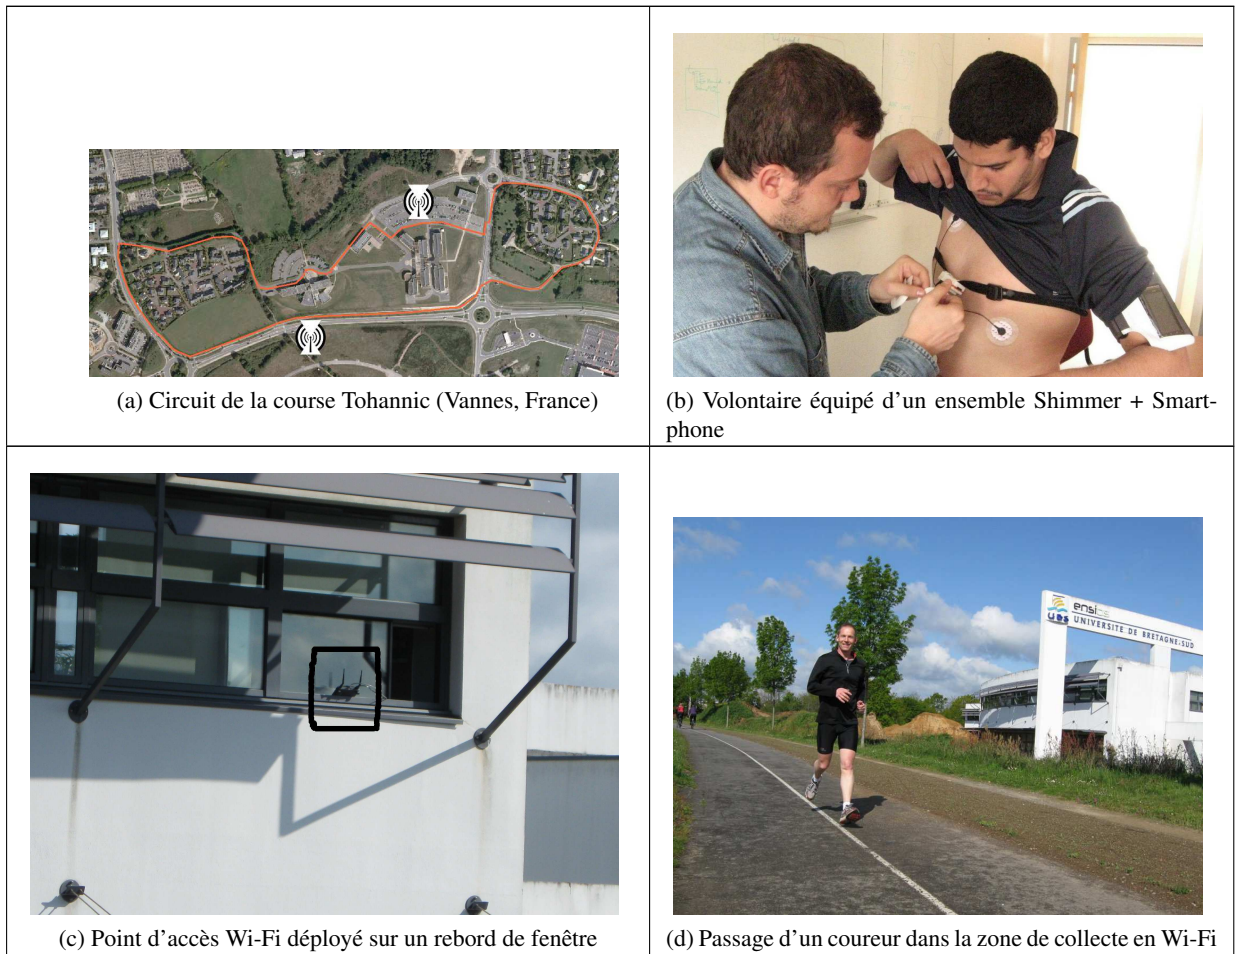 (a) Circuit de la course Tohannic (Vannes, France)
(b) Volontaire équipé d'un ensemble Shimmer + Smart-
phone
ensibs
UBS UNIVERSITÉ DE BRETAGNE-SUD
(c) Point d'accès Wi-Fi déployé sur un rebord de fenêtre
(d) Passage d'un coureur dans la zone de collecte en Wi-Fi